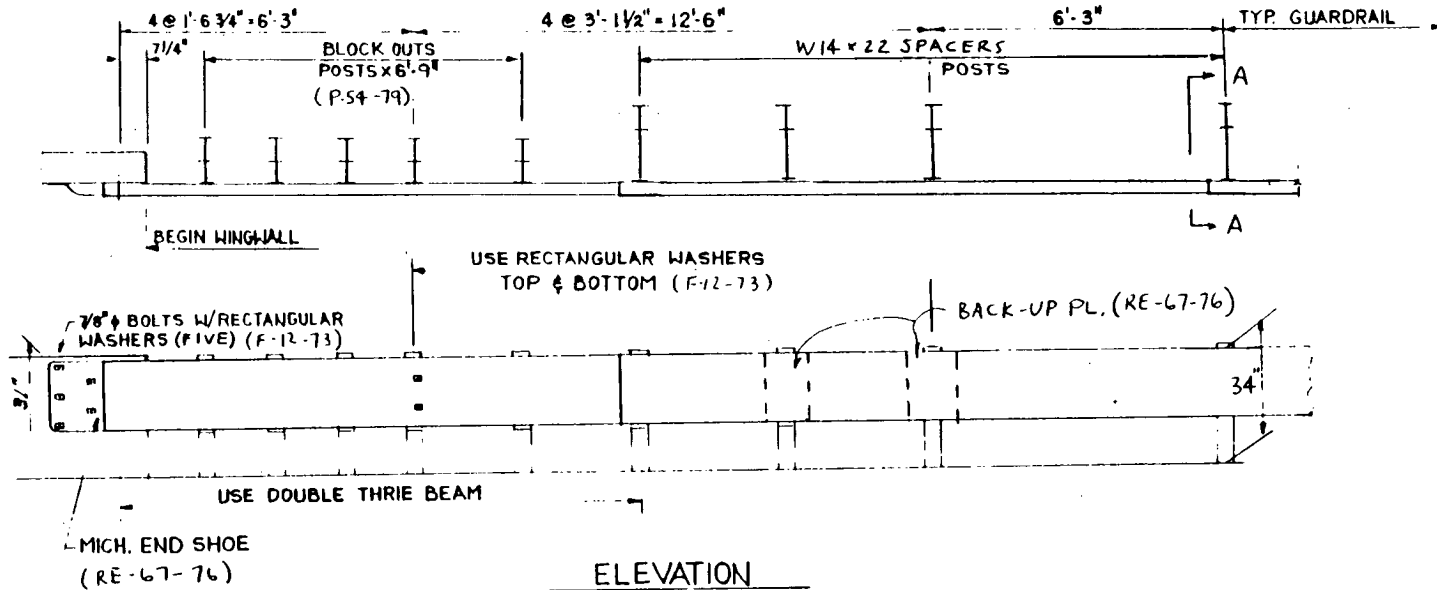 4 @ 1'-6 3/4" = 6'-3"
4 @ 3'-1 1/2" = 12'-6"
6'-3"
TYP. GUARDRAIL
7 1/4"
BLOCK OUTS
POSTS x 6'-9"
(P-54-79)
W14 x 22 SPACERS
POSTS
A
A
BEGIN WINGWALL
USE RECTANGULAR WASHERS
TOP & BOTTOM (F-12-73)
7/8" ϕ BOLTS W/RECTANGULAR
WASHERS (FIVE) (F-12-73)
BACK-UP PL. (RE-67-76)
34"
USE DOUBLE THRIE BEAM
MICH. END SHOE
(RE-67-76)
ELEVATION